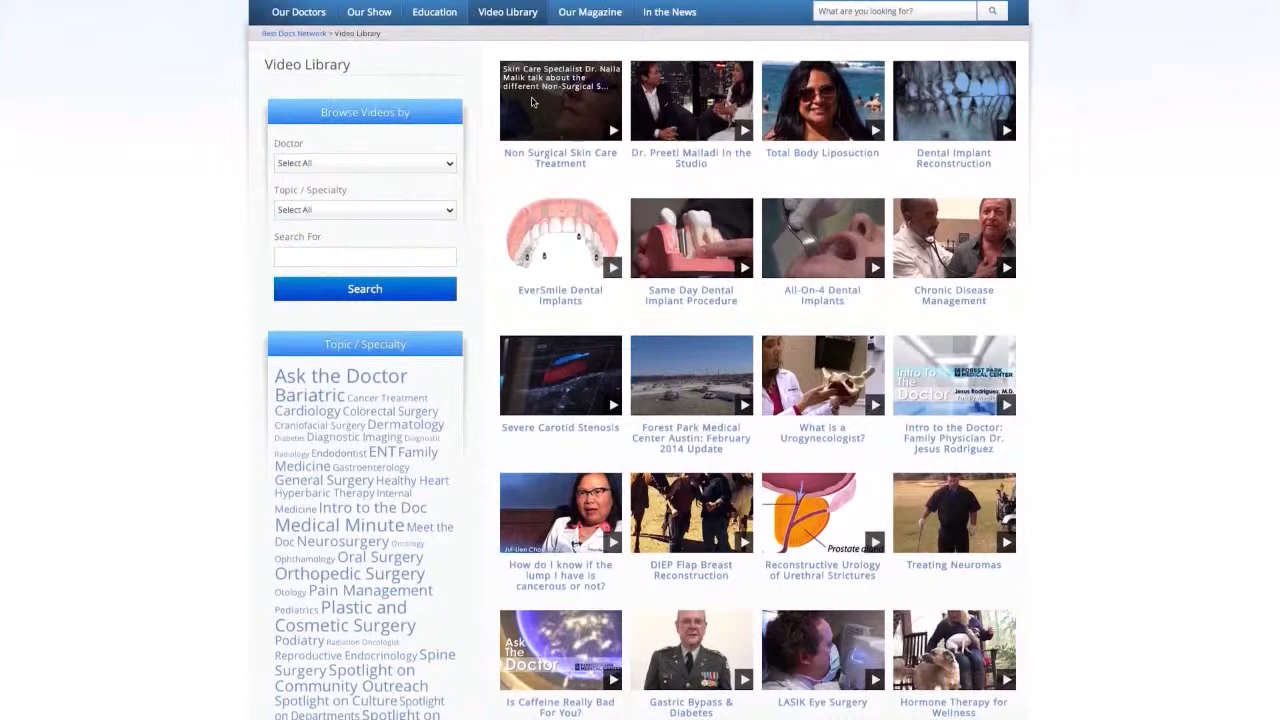 Our Doctors Our Show Education Video Library Our Magazine In the News What are you looking for?
Best Docs Network > Video Library
Video Library
Browse Videos by
Doctor
Select All
Topic / Specialty
Select All
Search For
Search
Topic / Specialty
Ask the Doctor
Bariatric Cancer Treatment
Cardiology Colorectal Surgery
Craniofacial Surgery Dermatology
Diabetes Diagnostic Imaging Diagnostic
Radiology Endodontist ENT Family
Medicine Gastroenterology
General Surgery Healthy Heart
Hyperbaric Therapy Internal
Medicine Intro to the Doc
Medical Minute Meet the
Doc Neurosurgery Oncology
Ophthamology Oral Surgery
Orthopedic Surgery
Otology Pain Management
Pediatrics Plastic and
Cosmetic Surgery
Podiatry Radiation Oncologist
Reproductive Endocrinology Spine
Surgery Spotlight on
Community Outreach
Spotlight on Culture Spotlight
on Departments Spotlight on
Skin Care Specialist Dr. Naila
Malik talk about the
different Non-Surgical S...
Non Surgical Skin Care
Treatment
Dr. Preeti Malladi In the
Studio
Total Body Liposuction
Dental Implant
Reconstruction
EverSmile Dental
Implants
Same Day Dental
Implant Procedure
All-On-4 Dental
Implants
Chronic Disease
Management
Severe Carotid Stenosis
Forest Park Medical
Center Austin: February
2014 Update
What is a
Urogynecologist?
Intro To
The
Doctor
FOREST PARK
MEDICAL CENTER
Jesus Rodriguez, M.D.
Intro to the Doctor:
Family Physician Dr.
Jesus Rodriguez
How do I know if the
lump I have is
cancerous or not?
DIEP Flap Breast
Reconstruction
Prostate gland
Reconstructive Urology
of Urethral Strictures
Treating Neuromas
Ask
The
Doctor
Is Caffeine Really Bad
For You?
Gastric Bypass &
Diabetes
LASIK Eye Surgery
Hormone Therapy for
Wellness